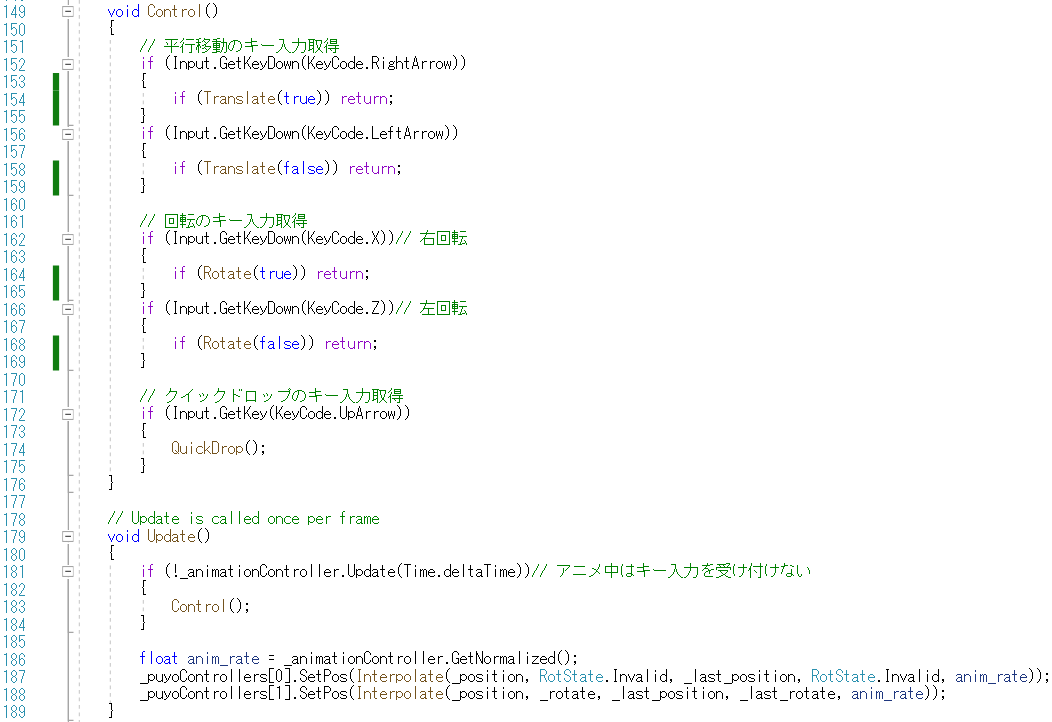 149 void Control()
150 {
151 // 平行移動のキー入力取得
152 if (Input.GetKeyDown(KeyCode.RightArrow))
153 {
154 if (Translate(true)) return;
155 }
156 if (Input.GetKeyDown(KeyCode.LeftArrow))
157 {
158 if (Translate(false)) return;
159 }
160
161 // 回転のキー入力取得
162 if (Input.GetKeyDown(KeyCode.X))// 右回転
163 {
164 if (Rotate(true)) return;
165 }
166 if (Input.GetKeyDown(KeyCode.Z))// 左回転
167 {
168 if (Rotate(false)) return;
169 }
170
171 // クイックドロップのキー入力取得
172 if (Input.GetKey(KeyCode.UpArrow))
173 {
174 QuickDrop();
175 }
176 }
177
178 // Update is called once per frame
179 void Update()
180 {
181 if (!_animationController.Update(Time.deltaTime))// アニメ中はキー入力を受け付けない
182 {
183 Control();
184 }
185
186 float anim_rate = _animationController.GetNormalized();
187 _puyoControllers[0].SetPos(Interpolate(_position, RotState.Invalid, _last_position, RotState.Invalid, anim_rate));
188 _puyoControllers[1].SetPos(Interpolate(_position, _rotate, _last_position, _last_rotate, anim_rate));
189 }